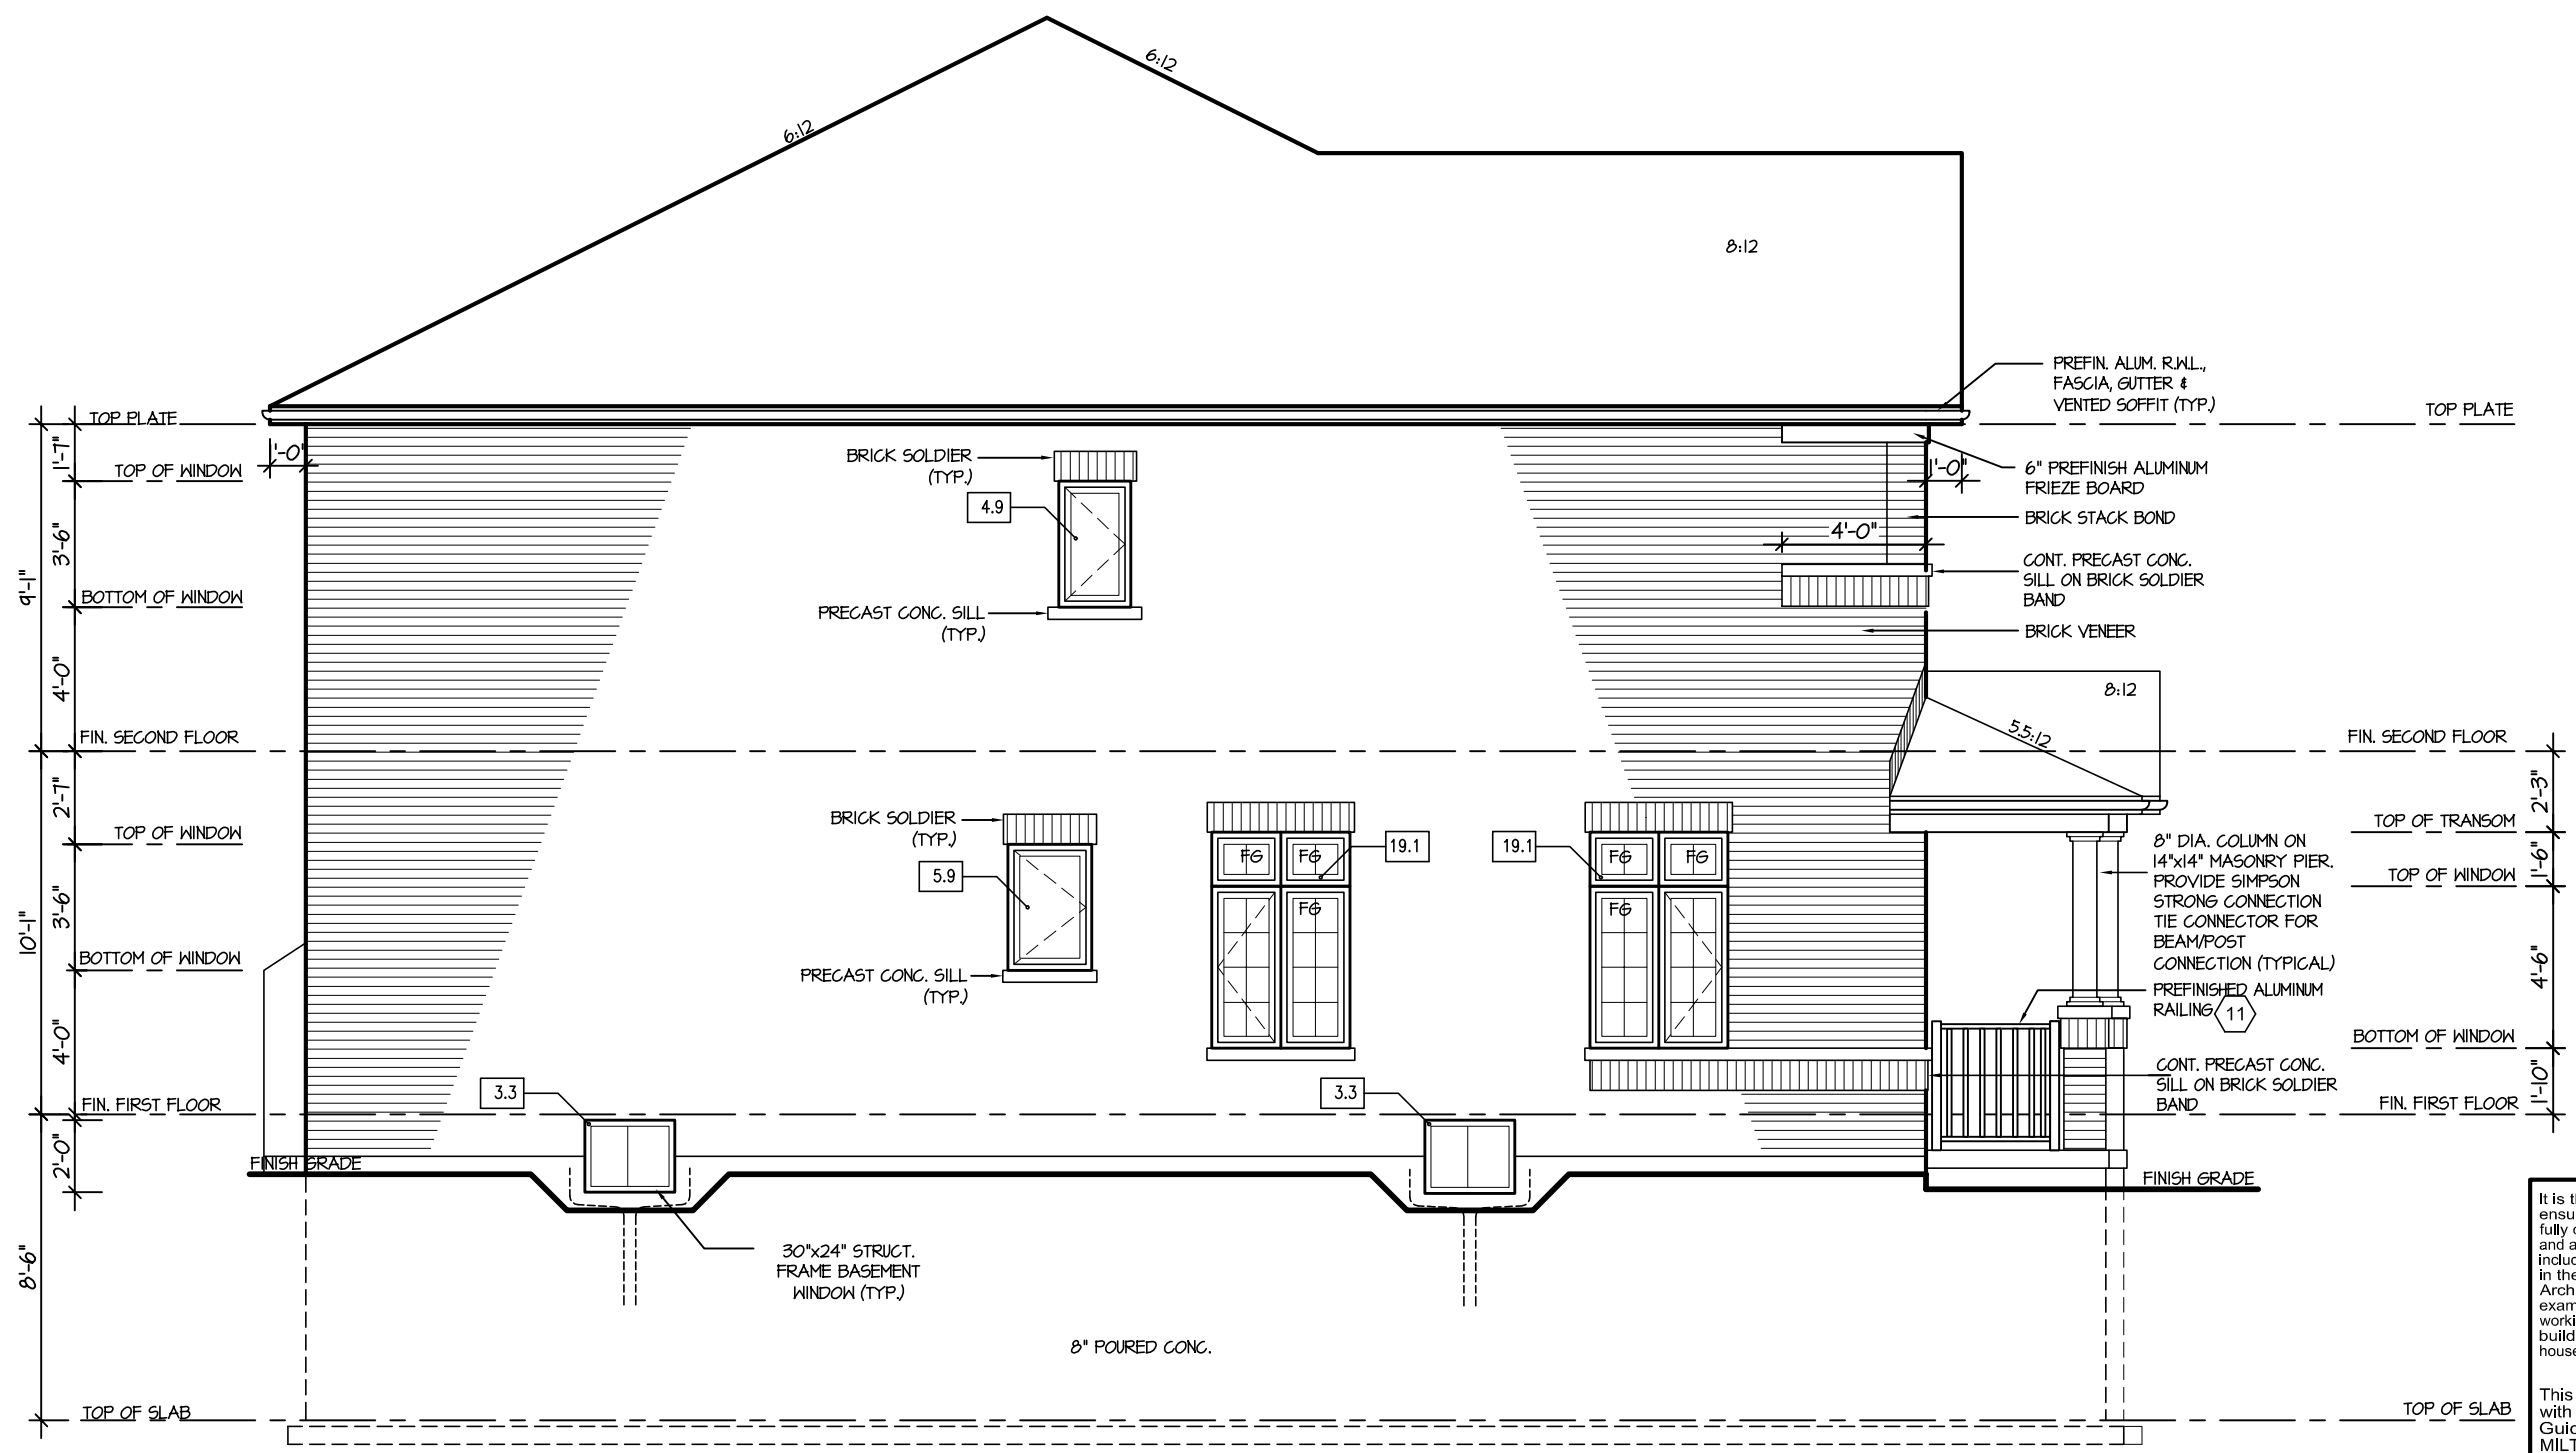 6:12
6:12
8:12
PREFIN. ALUM. R.W.L.,
FASCIA, GUTTER &
VENTED SOFFIT (TYP.)
TOP PLATE
TOP PLATE
1'-7"
1'-0"
TOP OF WINDOW
BRICK SOLDIER
(TYP.)
4.9
6" PREFINISH ALUMINUM
FRIEZE BOARD
1'-0"
BRICK STACK BOND
4'-0"
3'-6"
9'-1"
CONT. PRECAST CONC.
SILL ON BRICK SOLDIER
BAND
BOTTOM OF WINDOW
PRECAST CONC. SILL
(TYP.)
BRICK VENEER
4'-0"
8:12
5.5:12
FIN. SECOND FLOOR
FIN. SECOND FLOOR
2'-7"
2'-3"
TOP OF WINDOW
BRICK SOLDIER
(TYP.)
5.9
FG
FG
19.1
19.1
FG
FG
FG
FG
TOP OF TRANSOM
1'-6"
TOP OF WINDOW
8" DIA. COLUMN ON
14"x14" MASONRY PIER.
PROVIDE SIMPSON
STRONG CONNECTION
TIE CONNECTOR FOR
BEAM/POST
CONNECTION (TYPICAL)
3'-6"
10'-1"
4'-6"
BOTTOM OF WINDOW
PRECAST CONC. SILL
(TYP.)
PREFINISHED ALUMINUM
RAILING
11
4'-0"
BOTTOM OF WINDOW
1'-10"
CONT. PRECAST CONC.
SILL ON BRICK SOLDIER
BAND
3.3
3.3
FIN. FIRST FLOOR
FIN. FIRST FLOOR
2'-0"
FINISH GRADE
FINISH GRADE
8'-6"
30"x24" STRUCT.
FRAME BASEMENT
WINDOW (TYP.)
8" POURED CONC.
TOP OF SLAB
TOP OF SLAB
It is
fully
and
in the
This
with